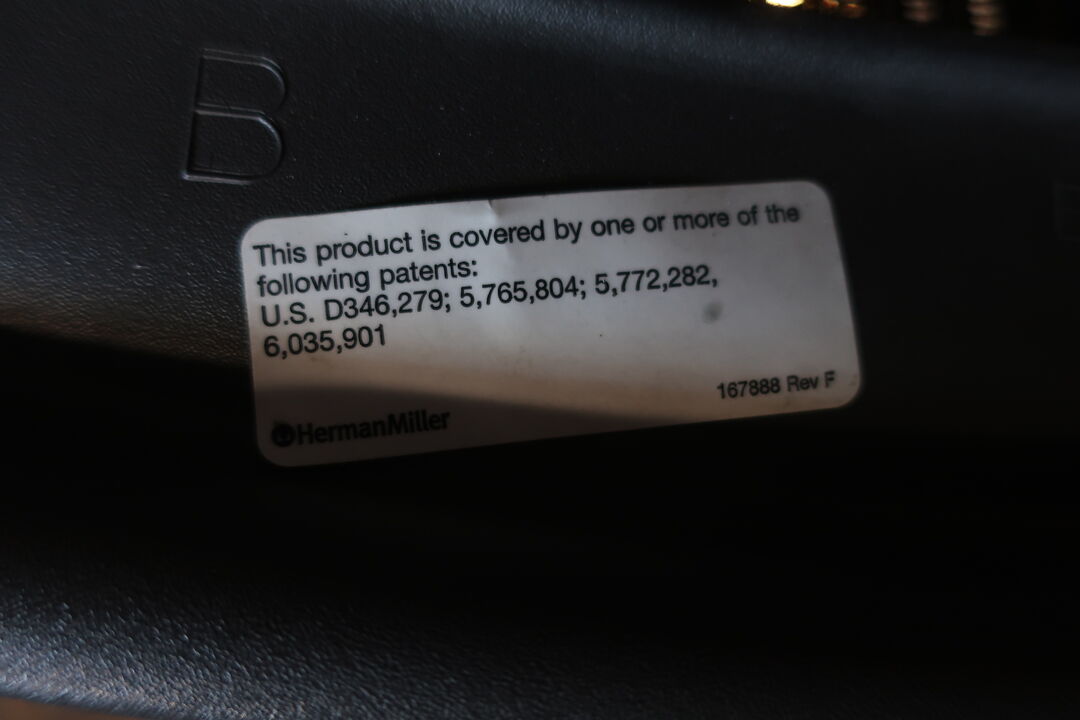 B
This product is covered by one or more of the
following patents:
U.S. D346,279; 5,765,804; 5,772,282,
6,035,901
167888 Rev F
HermanMiller